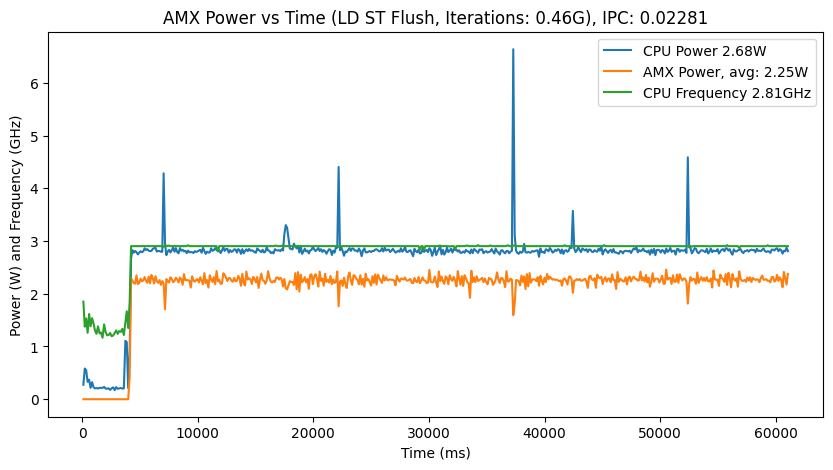 AMX Power vs Time (LD ST Flush, Iterations: 0.46G), IPC: 0.02281
CPU Power 2.68W
AMX Power, avg: 2.25W
CPU Frequency 2.81GHz
Power (W) and Frequency (GHz)
6
5
4
3
2
1
0
0 10000 20000 30000 40000 50000 60000
Time (ms)